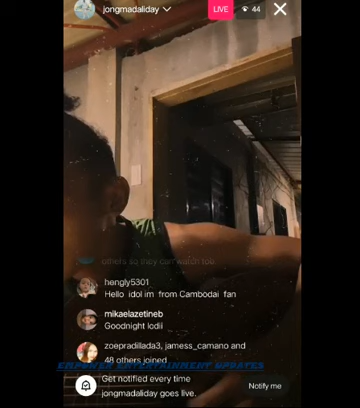 jongmadaliday
LIVE
44
others so they can watch too.
hengly5301
Hello idol im from Cambodai fan
mikaelazetineb
Goodnight lodii
zoepradillada3, jamess_camano and
48 others joined
EMPOWER ENTERTAINMENT UPDATES
Get notified every time
jongmadaliday goes live.
Notify me